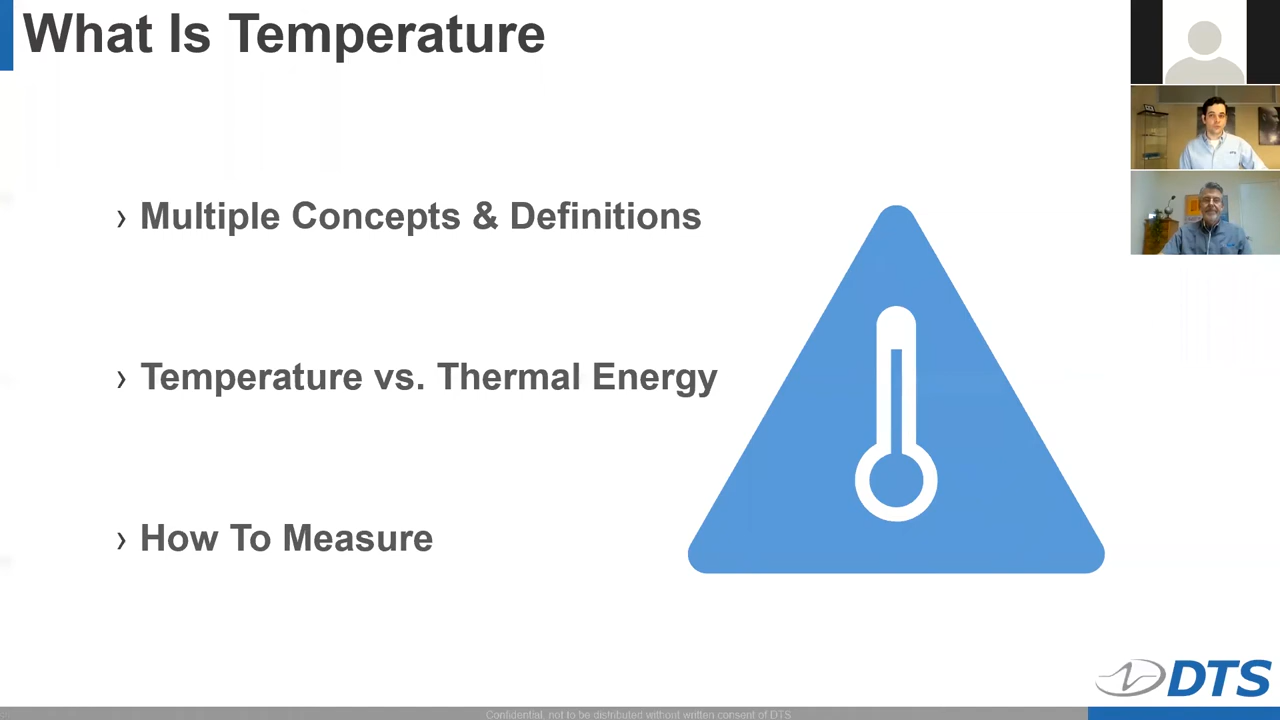 What Is Temperature
› Multiple Concepts & Definitions
› Temperature vs. Thermal Energy
› How To Measure
DTS
Confidential, not to be distributed without written consent of DTS